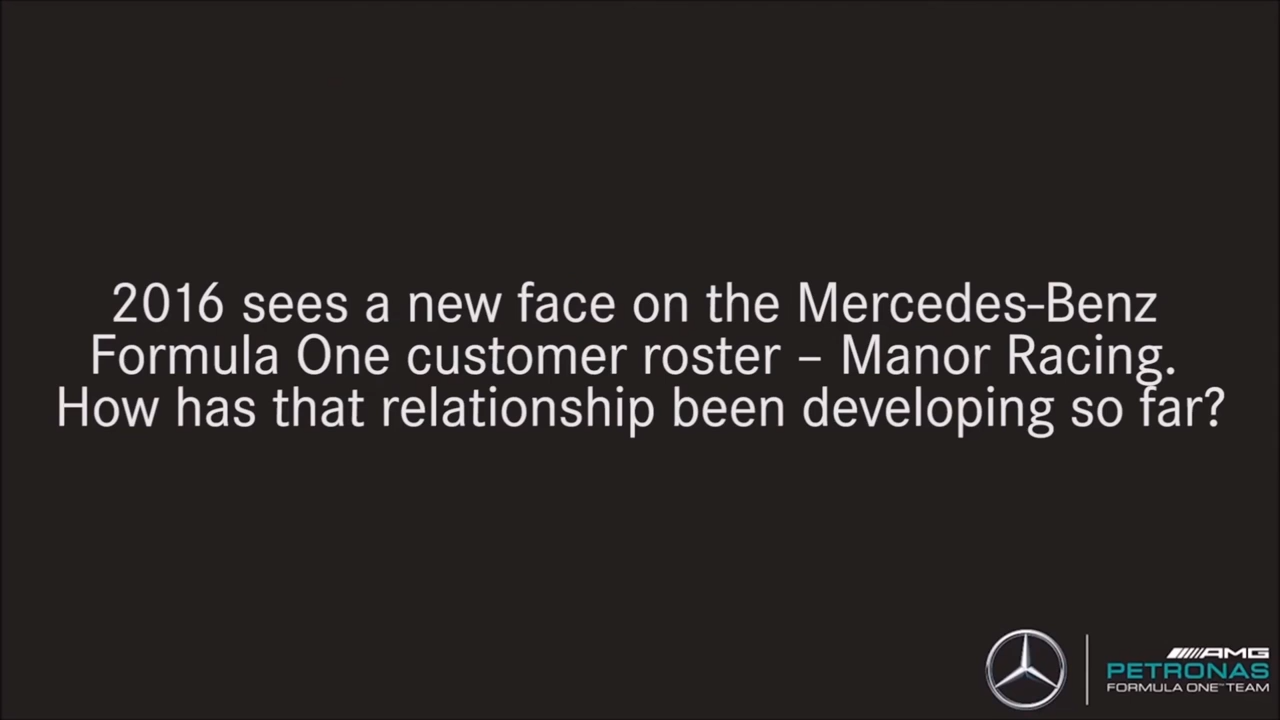 2016 sees a new face on the Mercedes-Benz
Formula One customer roster – Manor Racing.
How has that relationship been developing so far?
AMG
PETRONAS
FORMULA ONE™ TEAM